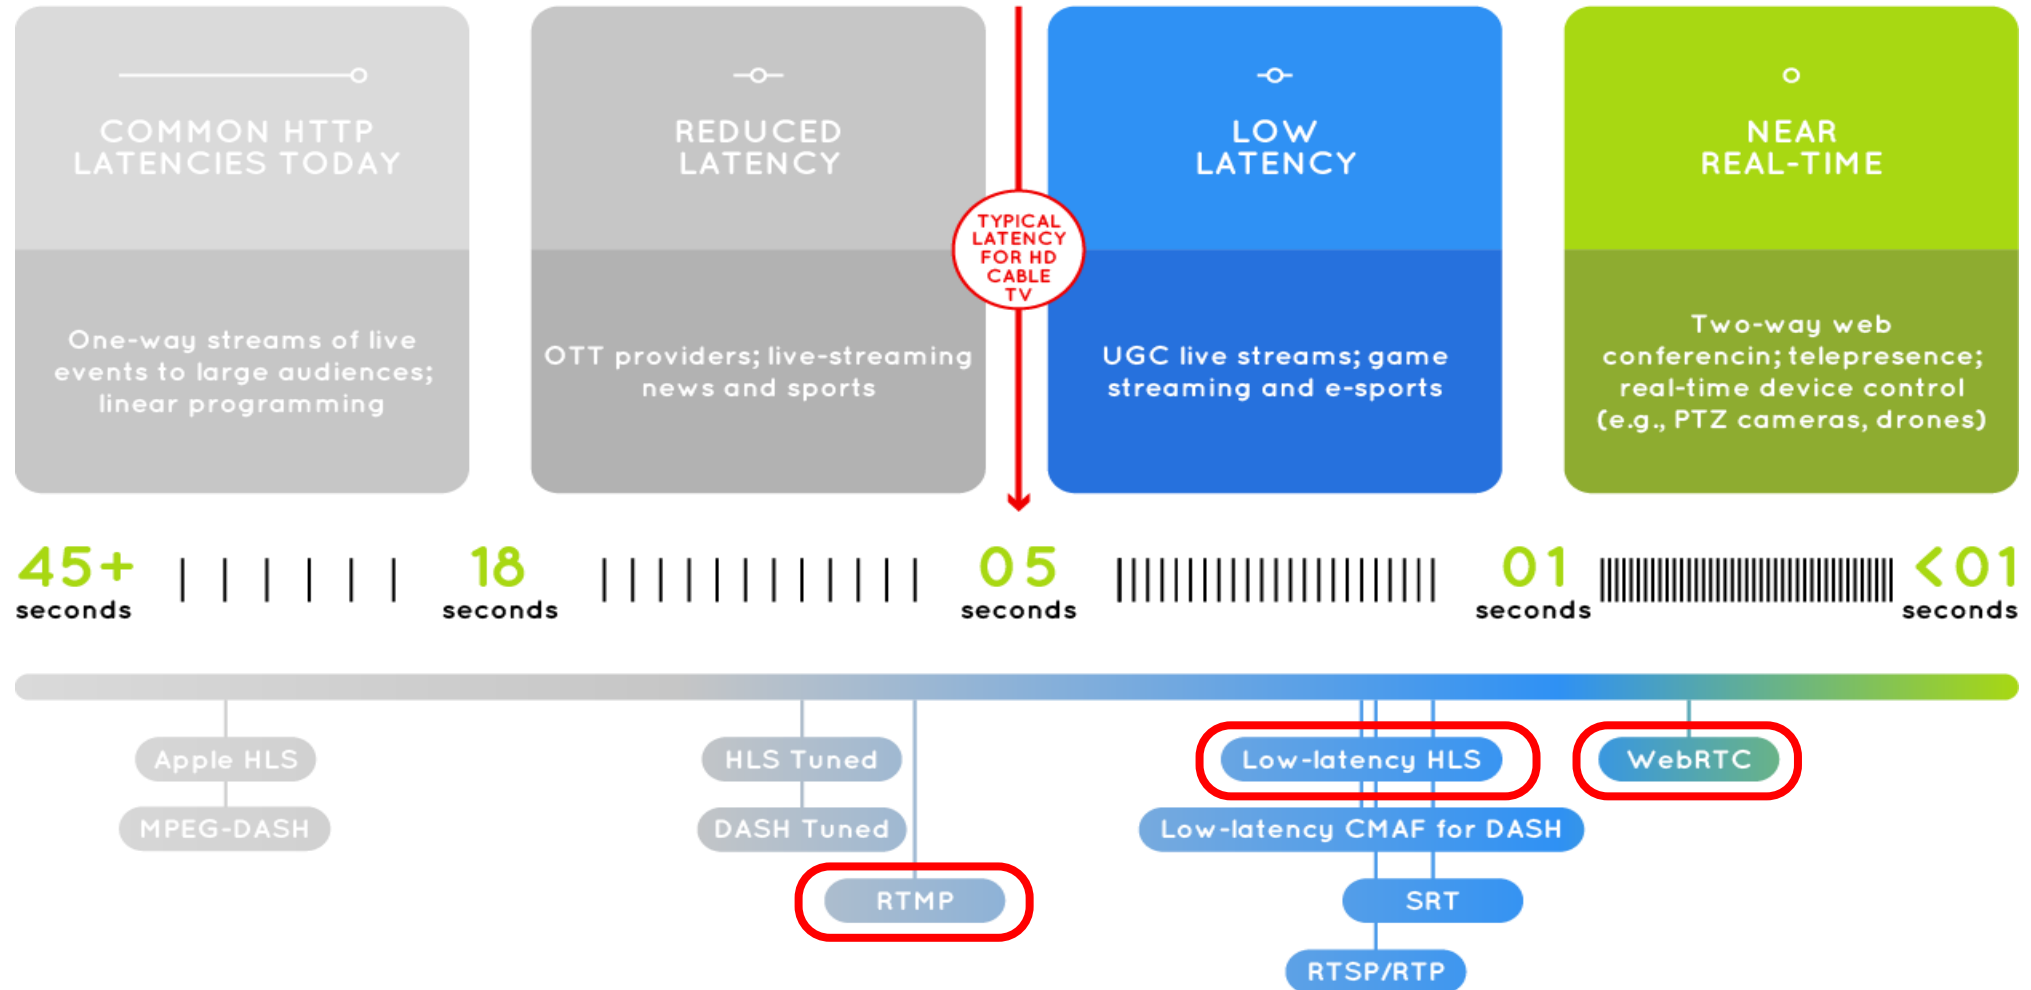 COMMON HTTP
LATENCIES TODAY
One-way streams of live
events to large audiences;
linear programming
REDUCED
LATENCY
OTT providers; live-streaming
news and sports
TYPICAL
LATENCY
FOR HD
CABLE
TV
LOW
LATENCY
UGC live streams; game
streaming and e-sports
NEAR
REAL-TIME
Two-way web
conferencin; telepresence;
real-time device control
(e.g., PTZ cameras, drones)
45+
seconds
18
seconds
05
seconds
01
seconds
<01
seconds
Apple HLS
MPEG-DASH
HLS Tuned
DASH Tuned
RTMP
Low-latency HLS
Low-latency CMAF for DASH
SRT
RTSP/RTP
WebRTC